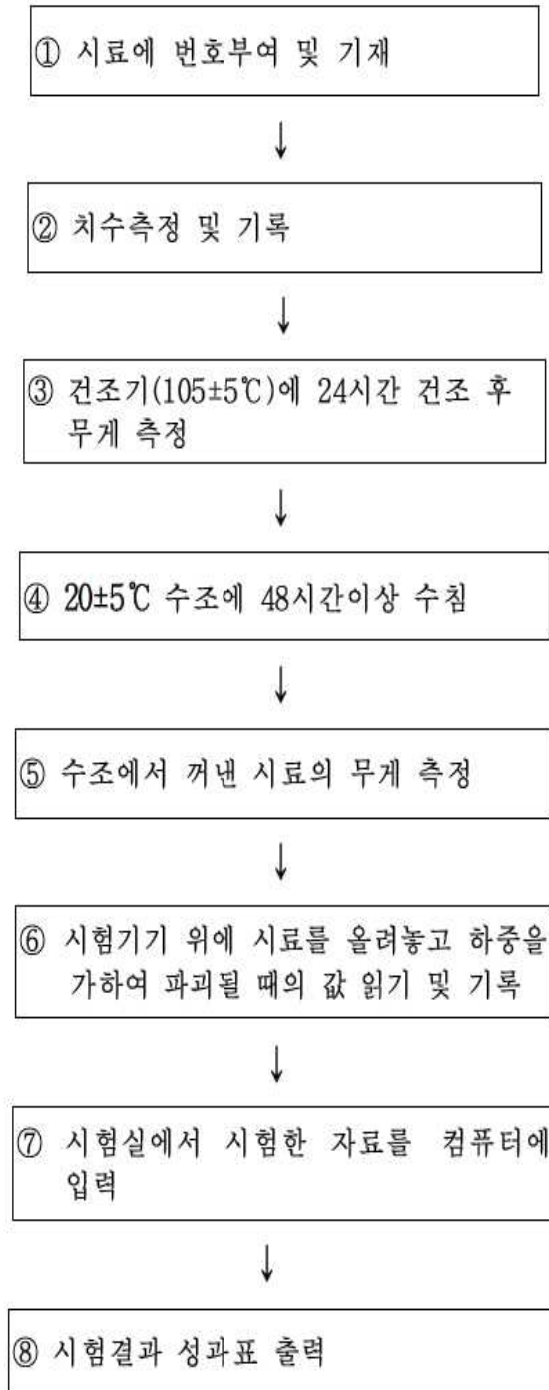 ① 시료에 번호부여 및 기재
↓
② 치수측정 및 기록
↓
③ 건조기(105±5℃)에 24시간 건조 후
무게 측정
↓
④ 20±5℃ 수조에 48시간이상 수침
↓
⑤ 수조에서 꺼낸 시료의 무게 측정
↓
⑥ 시험기기 위에 시료를 올려놓고 하중을
가하여 파괴될 때의 값 읽기 및 기록
↓
⑦ 시험실에서 시험한 자료를 컴퓨터에
입력
↓
⑧ 시험결과 성과표 출력